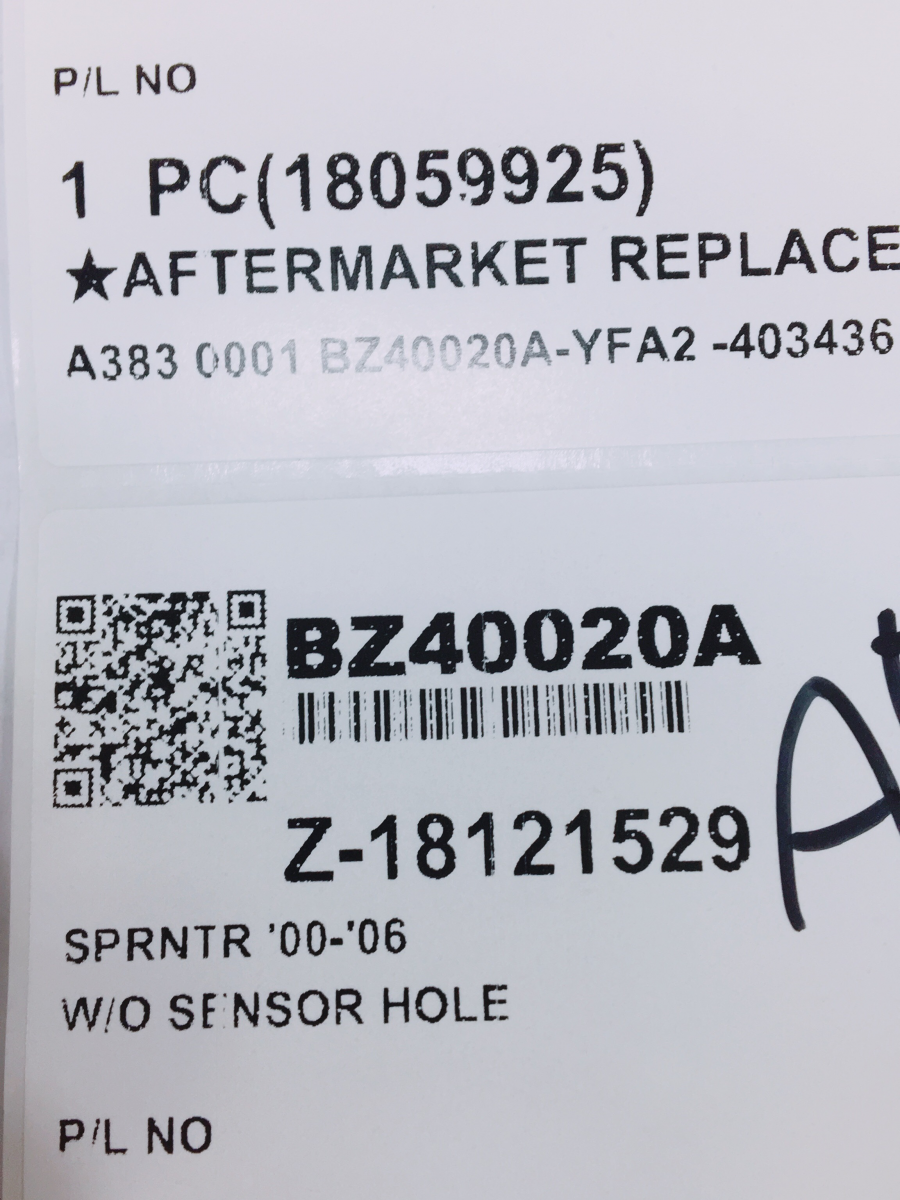 P/L NO
1 PC(18059925)
★AFTERMARKET REPLACE
A383 0001 BZ40020A-YFA2 -403436
BZ40020A
Z-18121529
SPRNTR '00-'06
W/O SENSOR HOLE
P/L NO